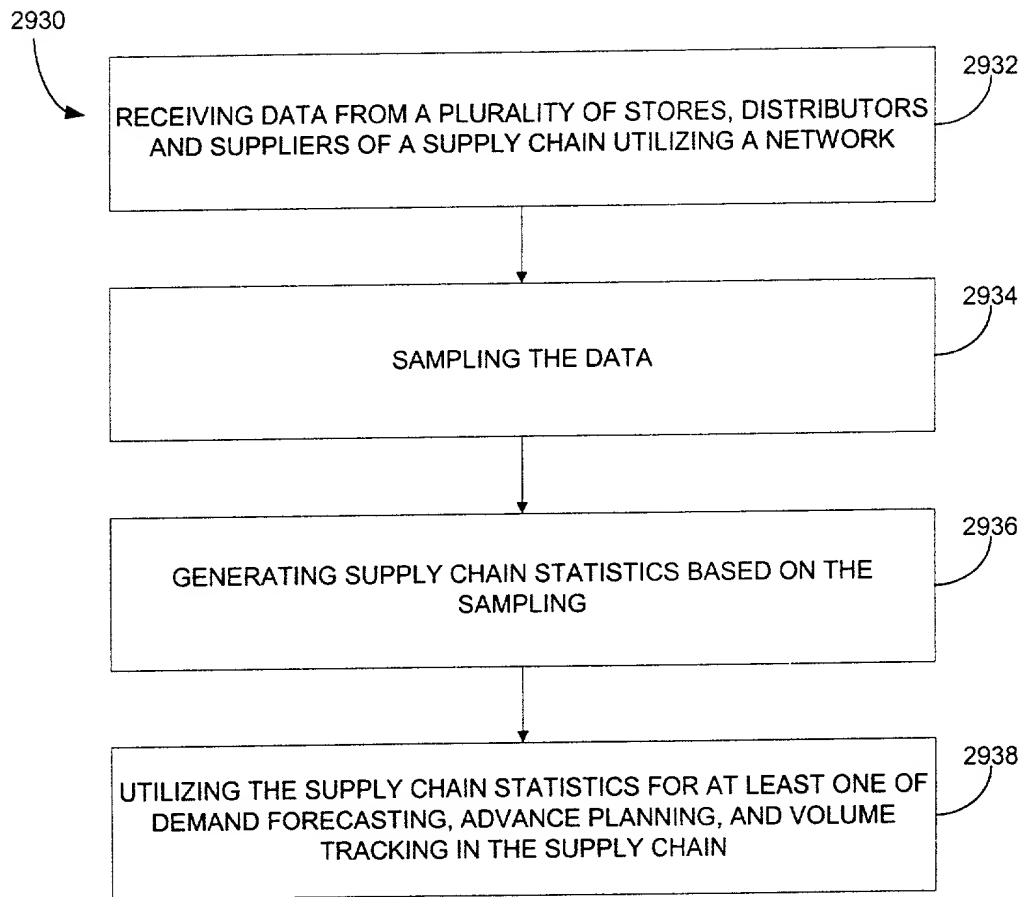 2930
2932
RECEIVING DATA FROM A PLURALITY OF STORES, DISTRIBUTORS
AND SUPPLIERS OF A SUPPLY CHAIN UTILIZING A NETWORK
2934
SAMPLING THE DATA
2936
GENERATING SUPPLY CHAIN STATISTICS BASED ON THE
SAMPLING
2938
UTILIZING THE SUPPLY CHAIN STATISTICS FOR AT LEAST ONE OF
DEMAND FORECASTING, ADVANCE PLANNING, AND VOLUME
TRACKING IN THE SUPPLY CHAIN